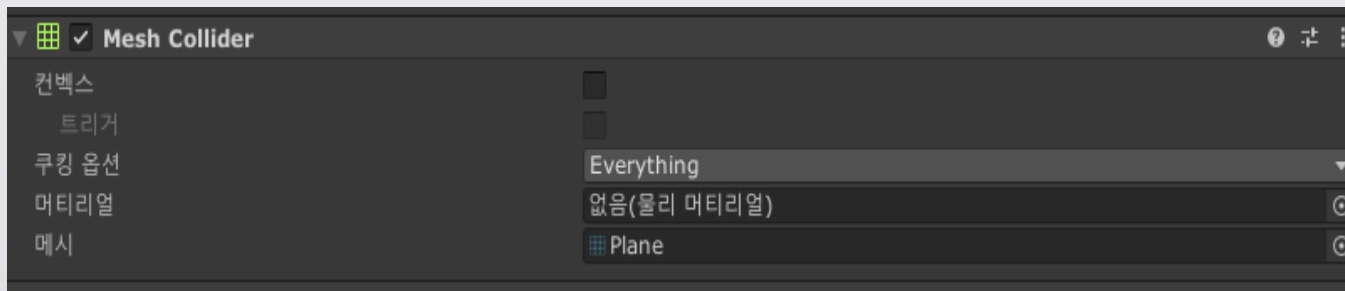 Mesh Collider
컨벡스
트리거
쿠킹 옵션 Everything
머티리얼 없음(물리 머티리얼)
메시 Plane